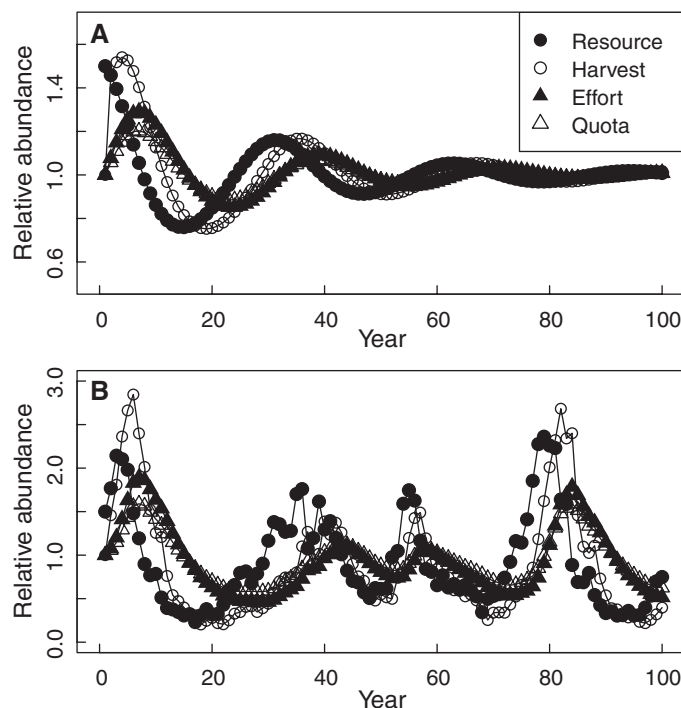 A
Relative abundance
1.4
1.0
0.6
Resource
Harvest
Effort
Quota
0 20 40 60 80 100
Year
B
Relative abundance
3.0
2.0
1.0
0.0
0 20 40 60 80 100
Year